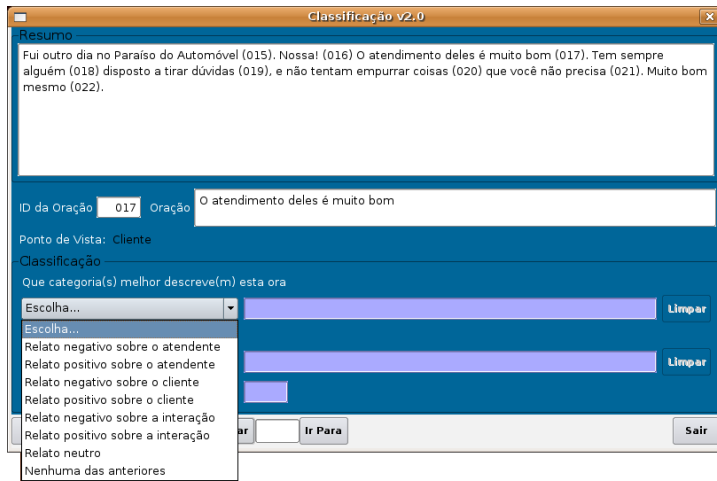 Classificação v2.0
Resumo
Fui outro dia no Paraíso do Automóvel (015). Nossa! (016) O atendimento deles é muito bom (017). Tem sempre
alguém (018) disposto a tirar dúvidas (019), e não tentam empurrar coisas (020) que você não precisa (021). Muito bom
mesmo (022).
ID da Oração 017 Oração O atendimento deles é muito bom
Ponto de Vista: Cliente
Classificação
Que categoria(s) melhor descreve(m) esta ora
Escolha... Limpar
Escolha...
Relato negativo sobre o atendente
Relato positivo sobre o atendente Limpar
Relato negativo sobre o cliente
Relato positivo sobre o cliente
Relato negativo sobre a interação
Relato positivo sobre a interação ar Ir Para Sair
Relato neutro
Nenhuma das anteriores